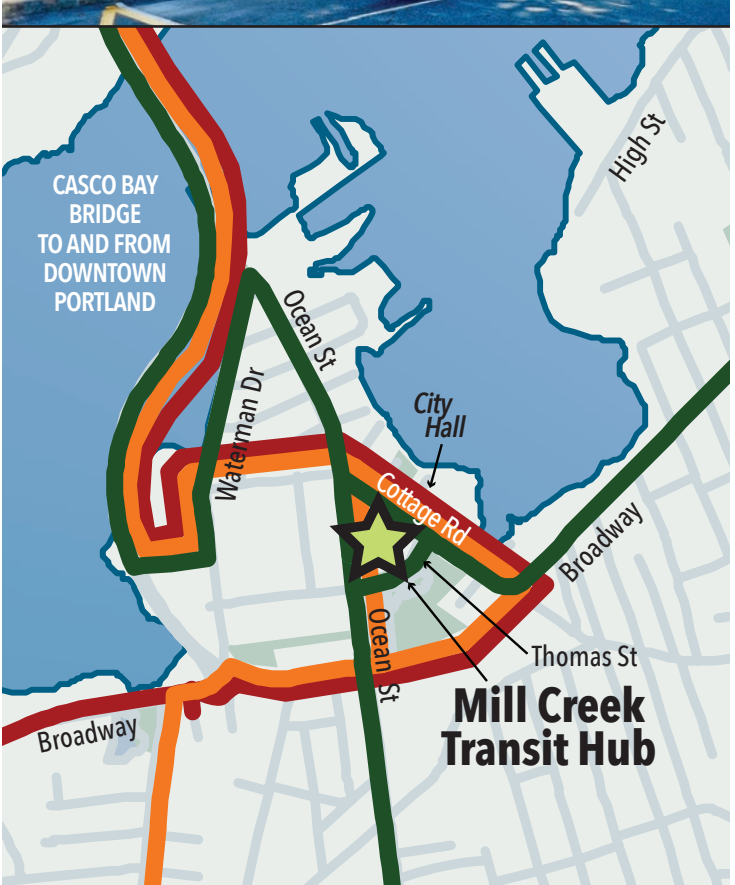 CASCO BAY
BRIDGE
TO AND FROM
DOWNTOWN
PORTLAND
High St
Ocean St
Waterman Dr
City
Hall
Cottage Rd
Broadway
Thomas St
Ocean St
Mill Creek
Transit Hub
Broadway